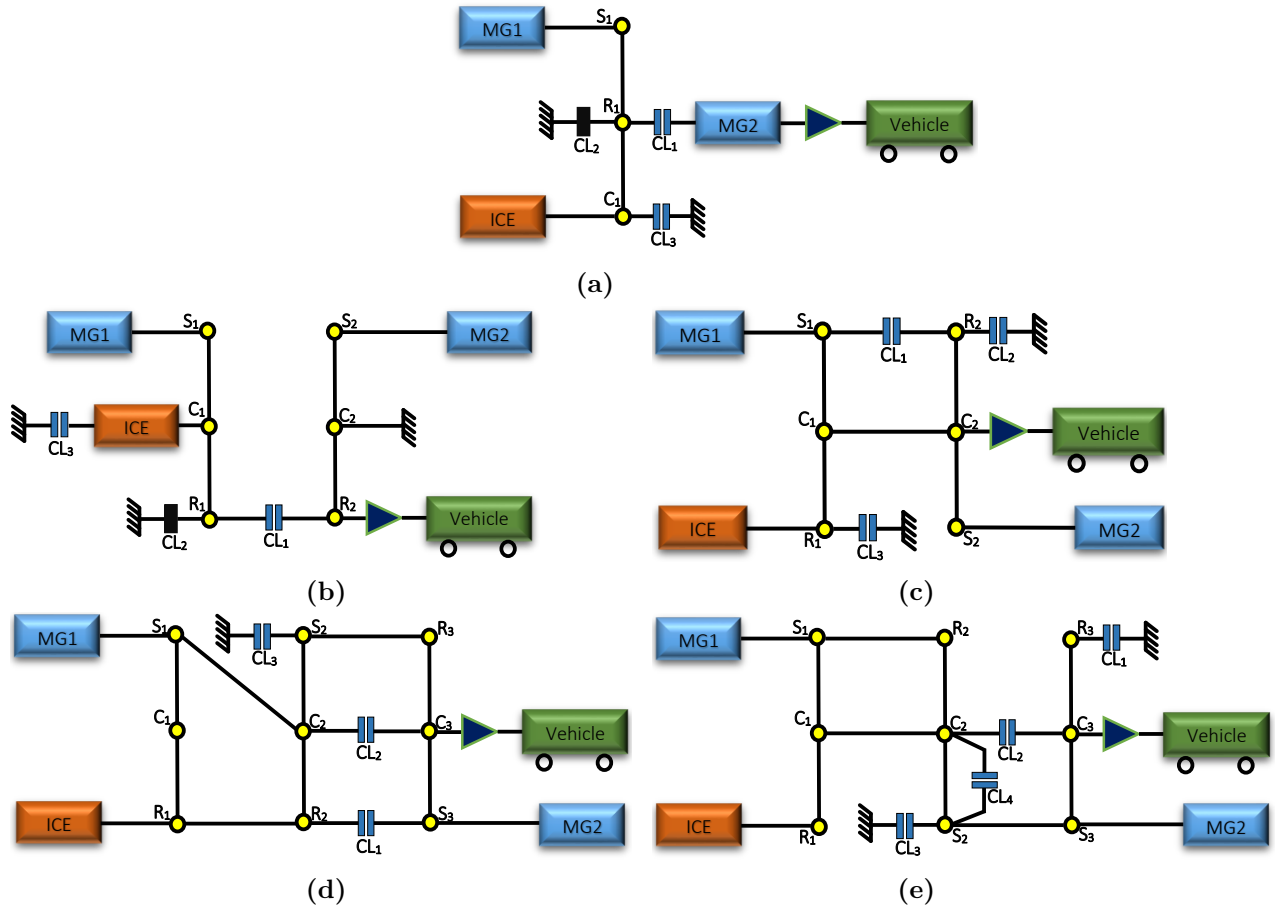 MG1 S₁
R₁ CL₂ CL₁ MG2 Vehicle
ICE C₁ CL₃
(a)
MG1 S₁ S₂ MG2
CL₃ ICE C₁ C₂
CL₂ R₁ CL₁ R₂ Vehicle
(b)
MG1 S₁ CL₁ R₂ CL₂
C₁ C₂ Vehicle
ICE R₁ CL₃ S₂ MG2
(c)
MG1 S₁ CL₃ S₂ R₃
C₁ C₂ CL₂ C₃ Vehicle
ICE R₁ R₂ CL₁ S₃ MG2
(d)
MG1 S₁ R₂ R₃ CL₁
C₁ C₂ CL₂ C₃ Vehicle
CL₄
ICE R₁ CL₃ S₂ S₃ MG2
(e)